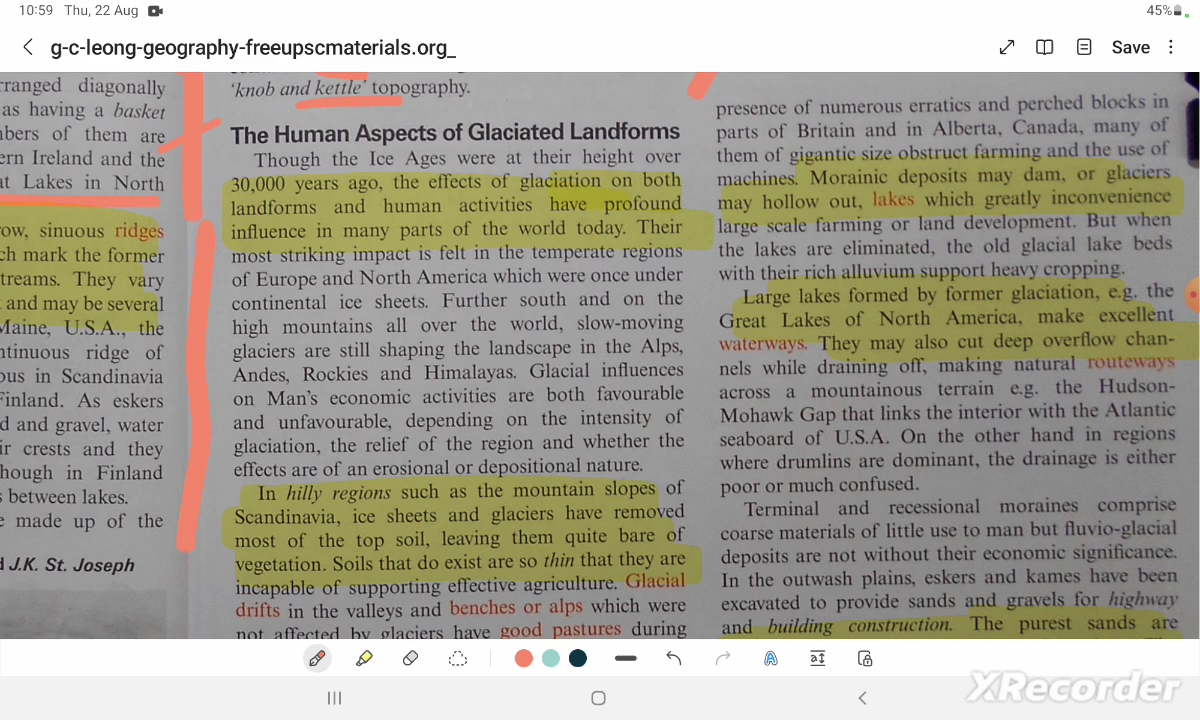 10:59 Thu, 22 Aug
45%
g-c-leong-geography-freeupscmaterials.org_
Save
ranged diagonally
as having a basket
bers of them are
ern Ireland and the
at Lakes in North
row, sinuous ridges
ch mark the former
treams. They vary
and may be several
Maine, U.S.A., the
ntinuous ridge of
ous in Scandinavia
Finland. As eskers
d and gravel, water
ir crests and they
hough in Finland
s between lakes.
e made up of the
J.K. St. Joseph
'knob and kettle' topography.
The Human Aspects of Glaciated Landforms
Though the Ice Ages were at their height over
30,000 years ago, the effects of glaciation on both
landforms and human activities have profound
influence in many parts of the world today. Their
most striking impact is felt in the temperate regions
of Europe and North America which were once under
continental ice sheets. Further south and on the
high mountains all over the world, slow-moving
glaciers are still shaping the landscape in the Alps,
Andes, Rockies and Himalayas. Glacial influences
on Man's economic activities are both favourable
and unfavourable, depending on the intensity of
glaciation, the relief of the region and whether the
effects are of an erosional or depositional nature.
In hilly regions such as the mountain slopes of
Scandinavia, ice sheets and glaciers have removed
most of the top soil, leaving them quite bare of
vegetation. Soils that do exist are so thin that they are
incapable of supporting effective agriculture. Glacial
drifts in the valleys and benches or alps which were
not affected by glaciers have good pastures during
presence of numerous erratics and perched blocks in
parts of Britain and in Alberta, Canada, many of
them of gigantic size obstruct farming and the use of
machines. Morainic deposits may dam, or glaciers
may hollow out, lakes which greatly inconvenience
large scale farming or land development. But when
the lakes are eliminated, the old glacial lake beds
with their rich alluvium support heavy cropping.
Large lakes formed by former glaciation, e.g. the
Great Lakes of North America, make excellent
waterways. They may also cut deep overflow chan-
nels while draining off, making natural routeways
across a mountainous terrain e.g. the Hudson-
Mohawk Gap that links the interior with the Atlantic
seaboard of U.S.A. On the other hand in regions
where drumlins are dominant, the drainage is either
poor or much confused.
Terminal and recessional moraines comprise
coarse materials of little use to man but fluvio-glacial
deposits are not without their economic significance.
In the outwash plains, eskers and kames have been
excavated to provide sands and gravels for highway
and building construction. The purest sands are
XRecorder